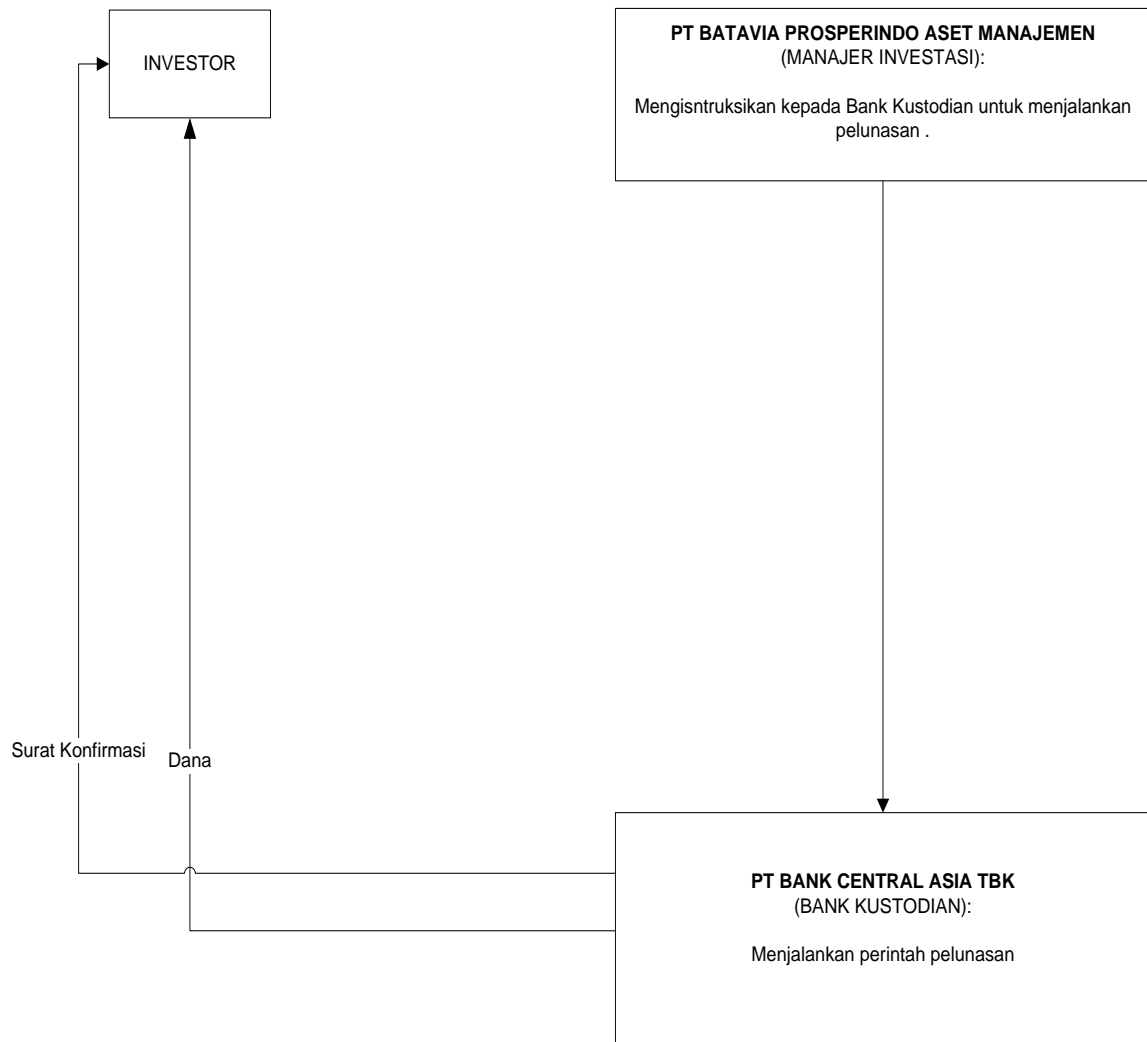 INVESTOR
PT BATAVIA PROSPERINDO ASET MANAJEMEN
(MANAJER INVESTASI):
Mengisntruksikan kepada Bank Kustodian untuk menjalankan
pelunasan .
Surat Konfirmasi
Dana
PT BANK CENTRAL ASIA TBK
(BANK KUSTODIAN):
Menjalankan perintah pelunasan